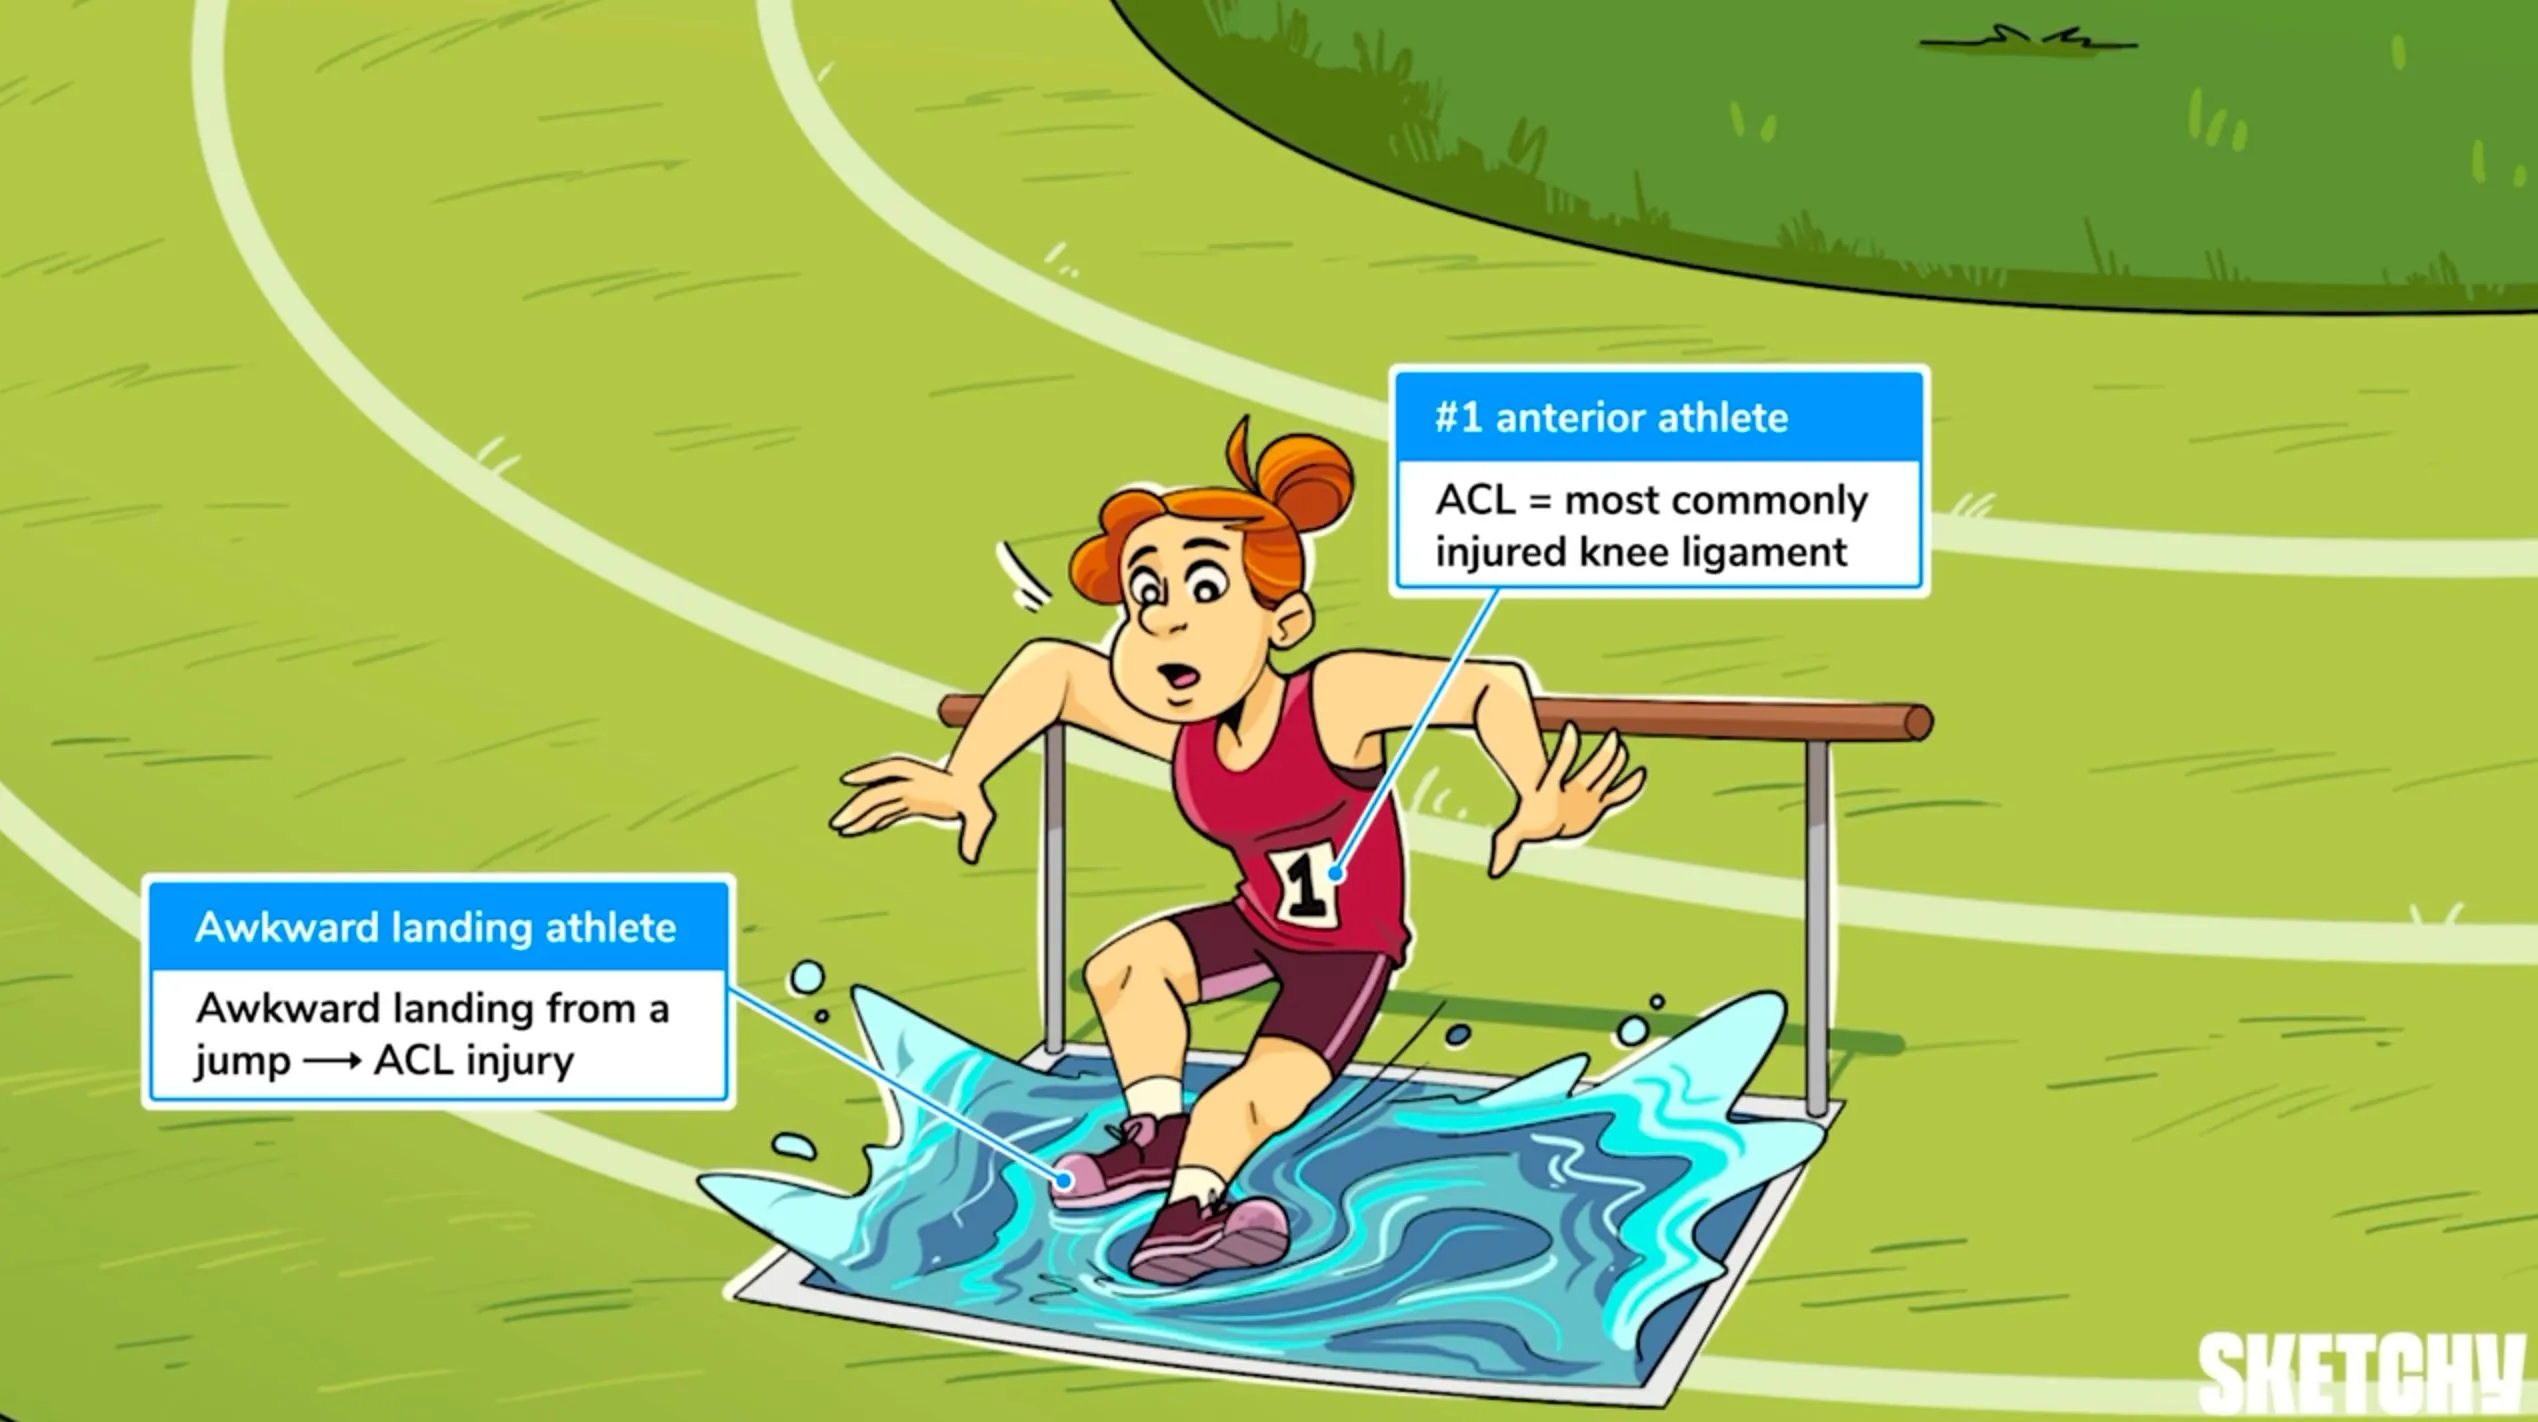 #1 anterior athlete
ACL = most commonly
injured knee ligament
1
Awkward landing athlete
Awkward landing from a
jump → ACL injury
SKETCHY